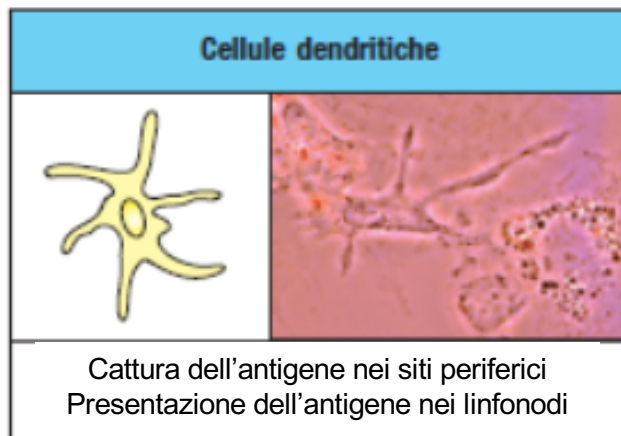 Cellule dendritiche
Cattura dell’antigene nei siti periferici
Presentazione dell’antigene nei linfonodi